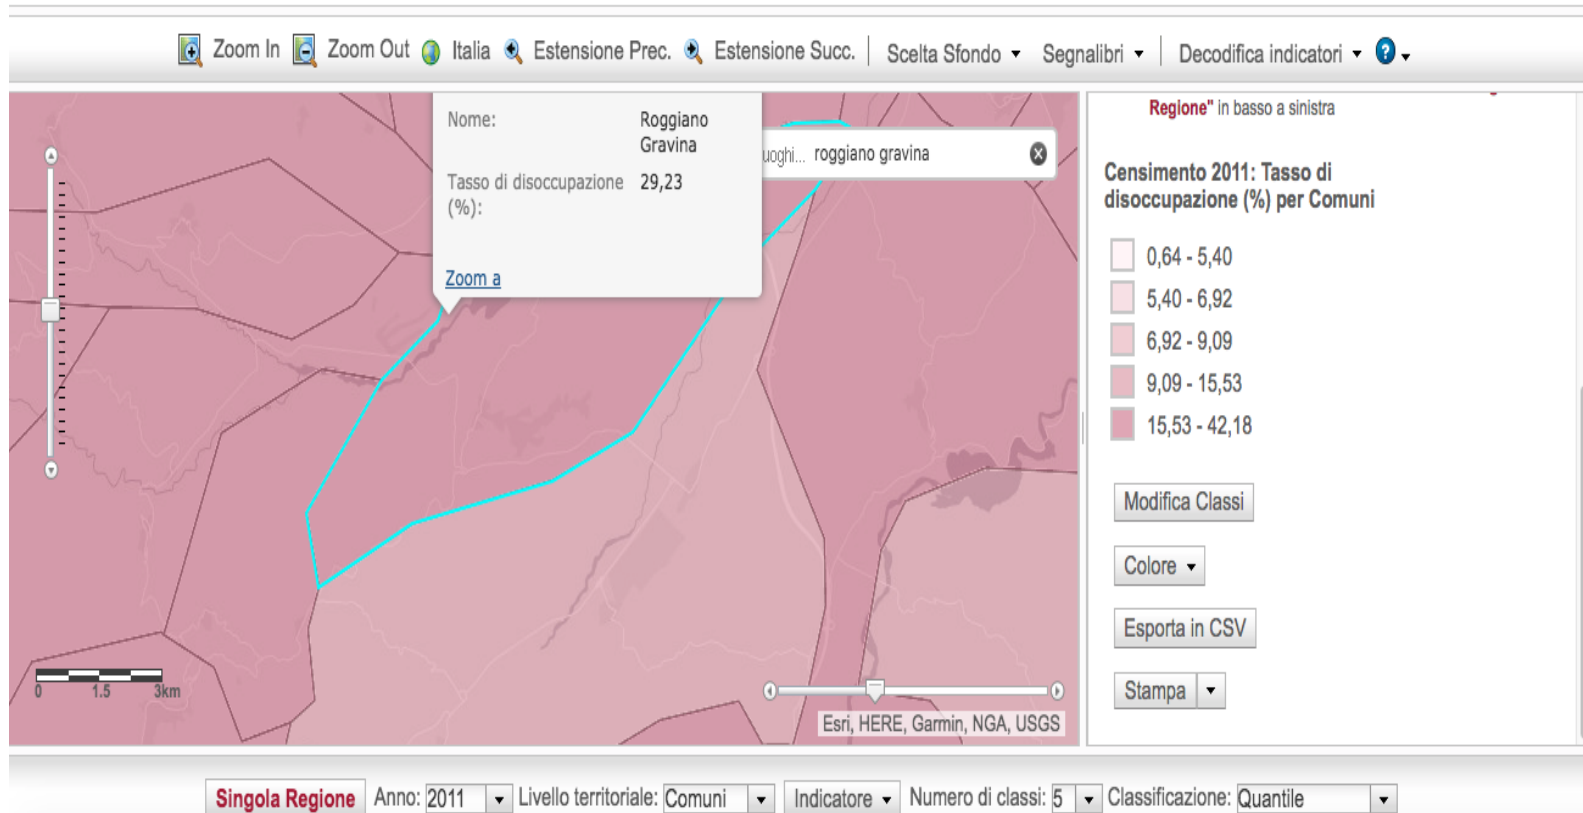 Zoom In Zoom Out Italia Estensione Prec. Estensione Succ. Scelta Sfondo Segnalibri Decodifica indicatori ?
Nome: Roggiano
Gravina
Tasso di disoccupazione 29,23
(%):
Zoom a
uoghi... roggiano gravina
0 1.5 3km
Esri, HERE, Garmin, NGA, USGS
Regione" in basso a sinistra
Censimento 2011: Tasso di
disoccupazione (%) per Comuni
0,64 - 5,40
5,40 - 6,92
6,92 - 9,09
9,09 - 15,53
15,53 - 42,18
Modifica Classi
Colore
Esporta in CSV
Stampa
Singola Regione Anno: 2011 Livello territoriale: Comuni Indicatore Numero di classi: 5 Classificazione: Quantile